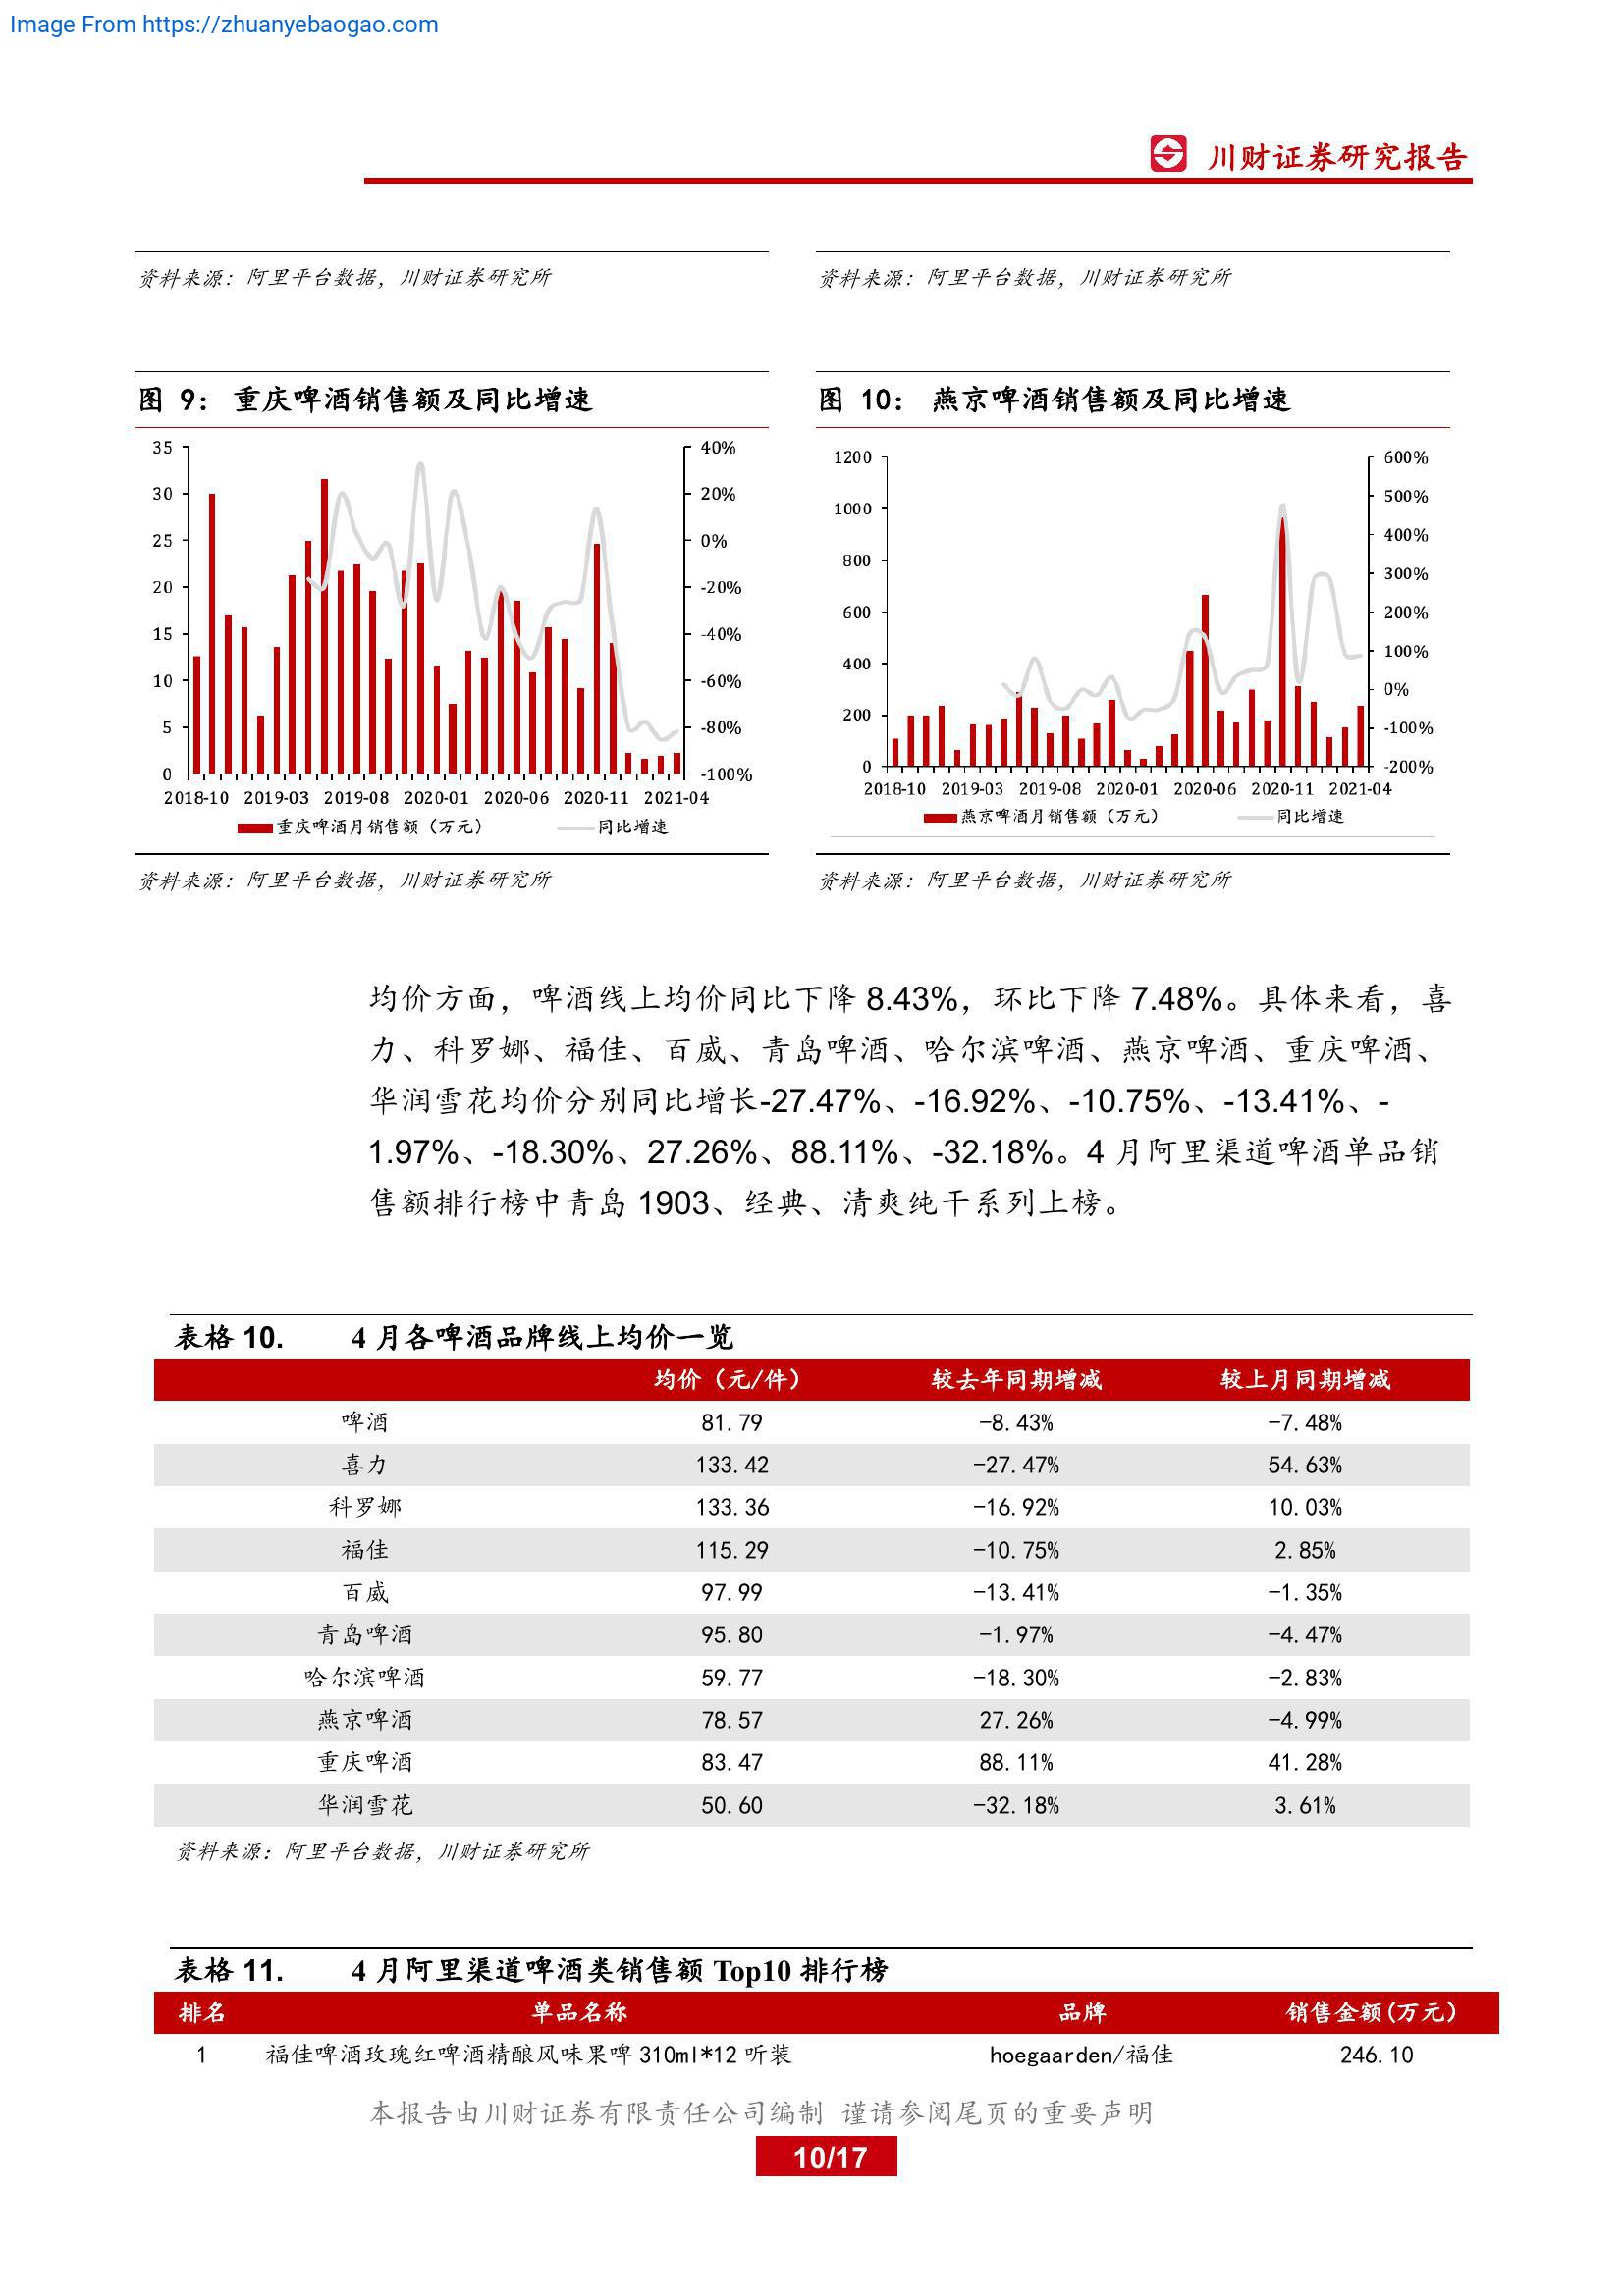 Image From https://zhuanyebaogao.com
川财证券研究报告
资料来源：阿里平台数据，川财证券研究所
资料来源：阿里平台数据，川财证券研究所
图 9： 重庆啤酒销售额及同比增速
35
30
25
20
15
10
5
0
40%
20%
0%
-20%
-40%
-60%
-80%
-100%
2018-10 2019-03 2019-08 2020-01 2020-06 2020-11 2021-04
重庆啤酒月销售额（万元） 同比增速
资料来源：阿里平台数据，川财证券研究所
图 10： 燕京啤酒销售额及同比增速
1200
1000
800
600
400
200
0
600%
500%
400%
300%
200%
100%
0%
-100%
-200%
2018-10 2019-03 2019-08 2020-01 2020-06 2020-11 2021-04
燕京啤酒月销售额（万元） 同比增速
资料来源：阿里平台数据，川财证券研究所
均价方面，啤酒线上均价同比下降 8.43%，环比下降 7.48%。具体来看，喜
力、科罗娜、福佳、百威、青岛啤酒、哈尔滨啤酒、燕京啤酒、重庆啤酒、
华润雪花均价分别同比增长-27.47%、-16.92%、-10.75%、-13.41%、-
1.97%、-18.30%、27.26%、88.11%、-32.18%。4 月阿里渠道啤酒单品销
售额排行榜中青岛 1903、经典、清爽纯干系列上榜。
表格 10. 4 月各啤酒品牌线上均价一览
均价（元/件） 较去年同期增减 较上月同期增减
啤酒 81.79 -8.43% -7.48%
喜力 133.42 -27.47% 54.63%
科罗娜 133.36 -16.92% 10.03%
福佳 115.29 -10.75% 2.85%
百威 97.99 -13.41% -1.35%
青岛啤酒 95.80 -1.97% -4.47%
哈尔滨啤酒 59.77 -18.30% -2.83%
燕京啤酒 78.57 27.26% -4.99%
重庆啤酒 83.47 88.11% 41.28%
华润雪花 50.60 -32.18% 3.61%
资料来源：阿里平台数据，川财证券研究所
表格 11. 4 月阿里渠道啤酒类销售额 Top10 排行榜
排名 单品名称 品牌 销售金额(万元)
1 福佳啤酒玫瑰红啤酒精酿风味果啤 310ml*12 听装 hoegaarden/福佳 246.10
本报告由川财证券有限责任公司编制 谨请参阅尾页的重要声明
10/17